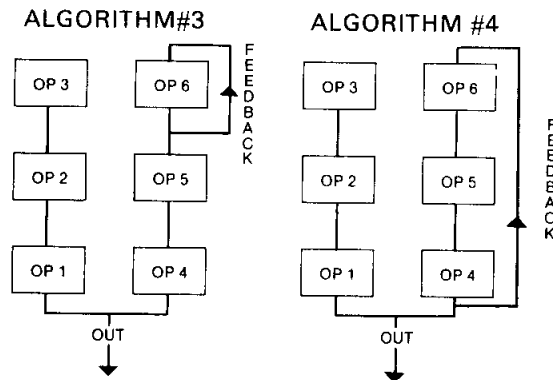 ALGORITHM#3
OP 3
OP 6
FEEDBACK
OP 2
OP 5
OP 1
OP 4
OUT
ALGORITHM #4
OP 3
OP 6
FEEDBACK
OP 2
OP 5
OP 1
OP 4
OUT